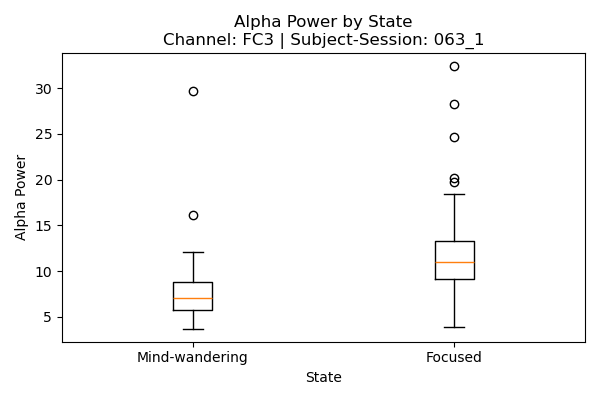 Alpha Power by State
Channel: FC3 | Subject-Session: 063_1
Alpha Power
30
25
20
15
10
5
Mind-wandering
Focused
State